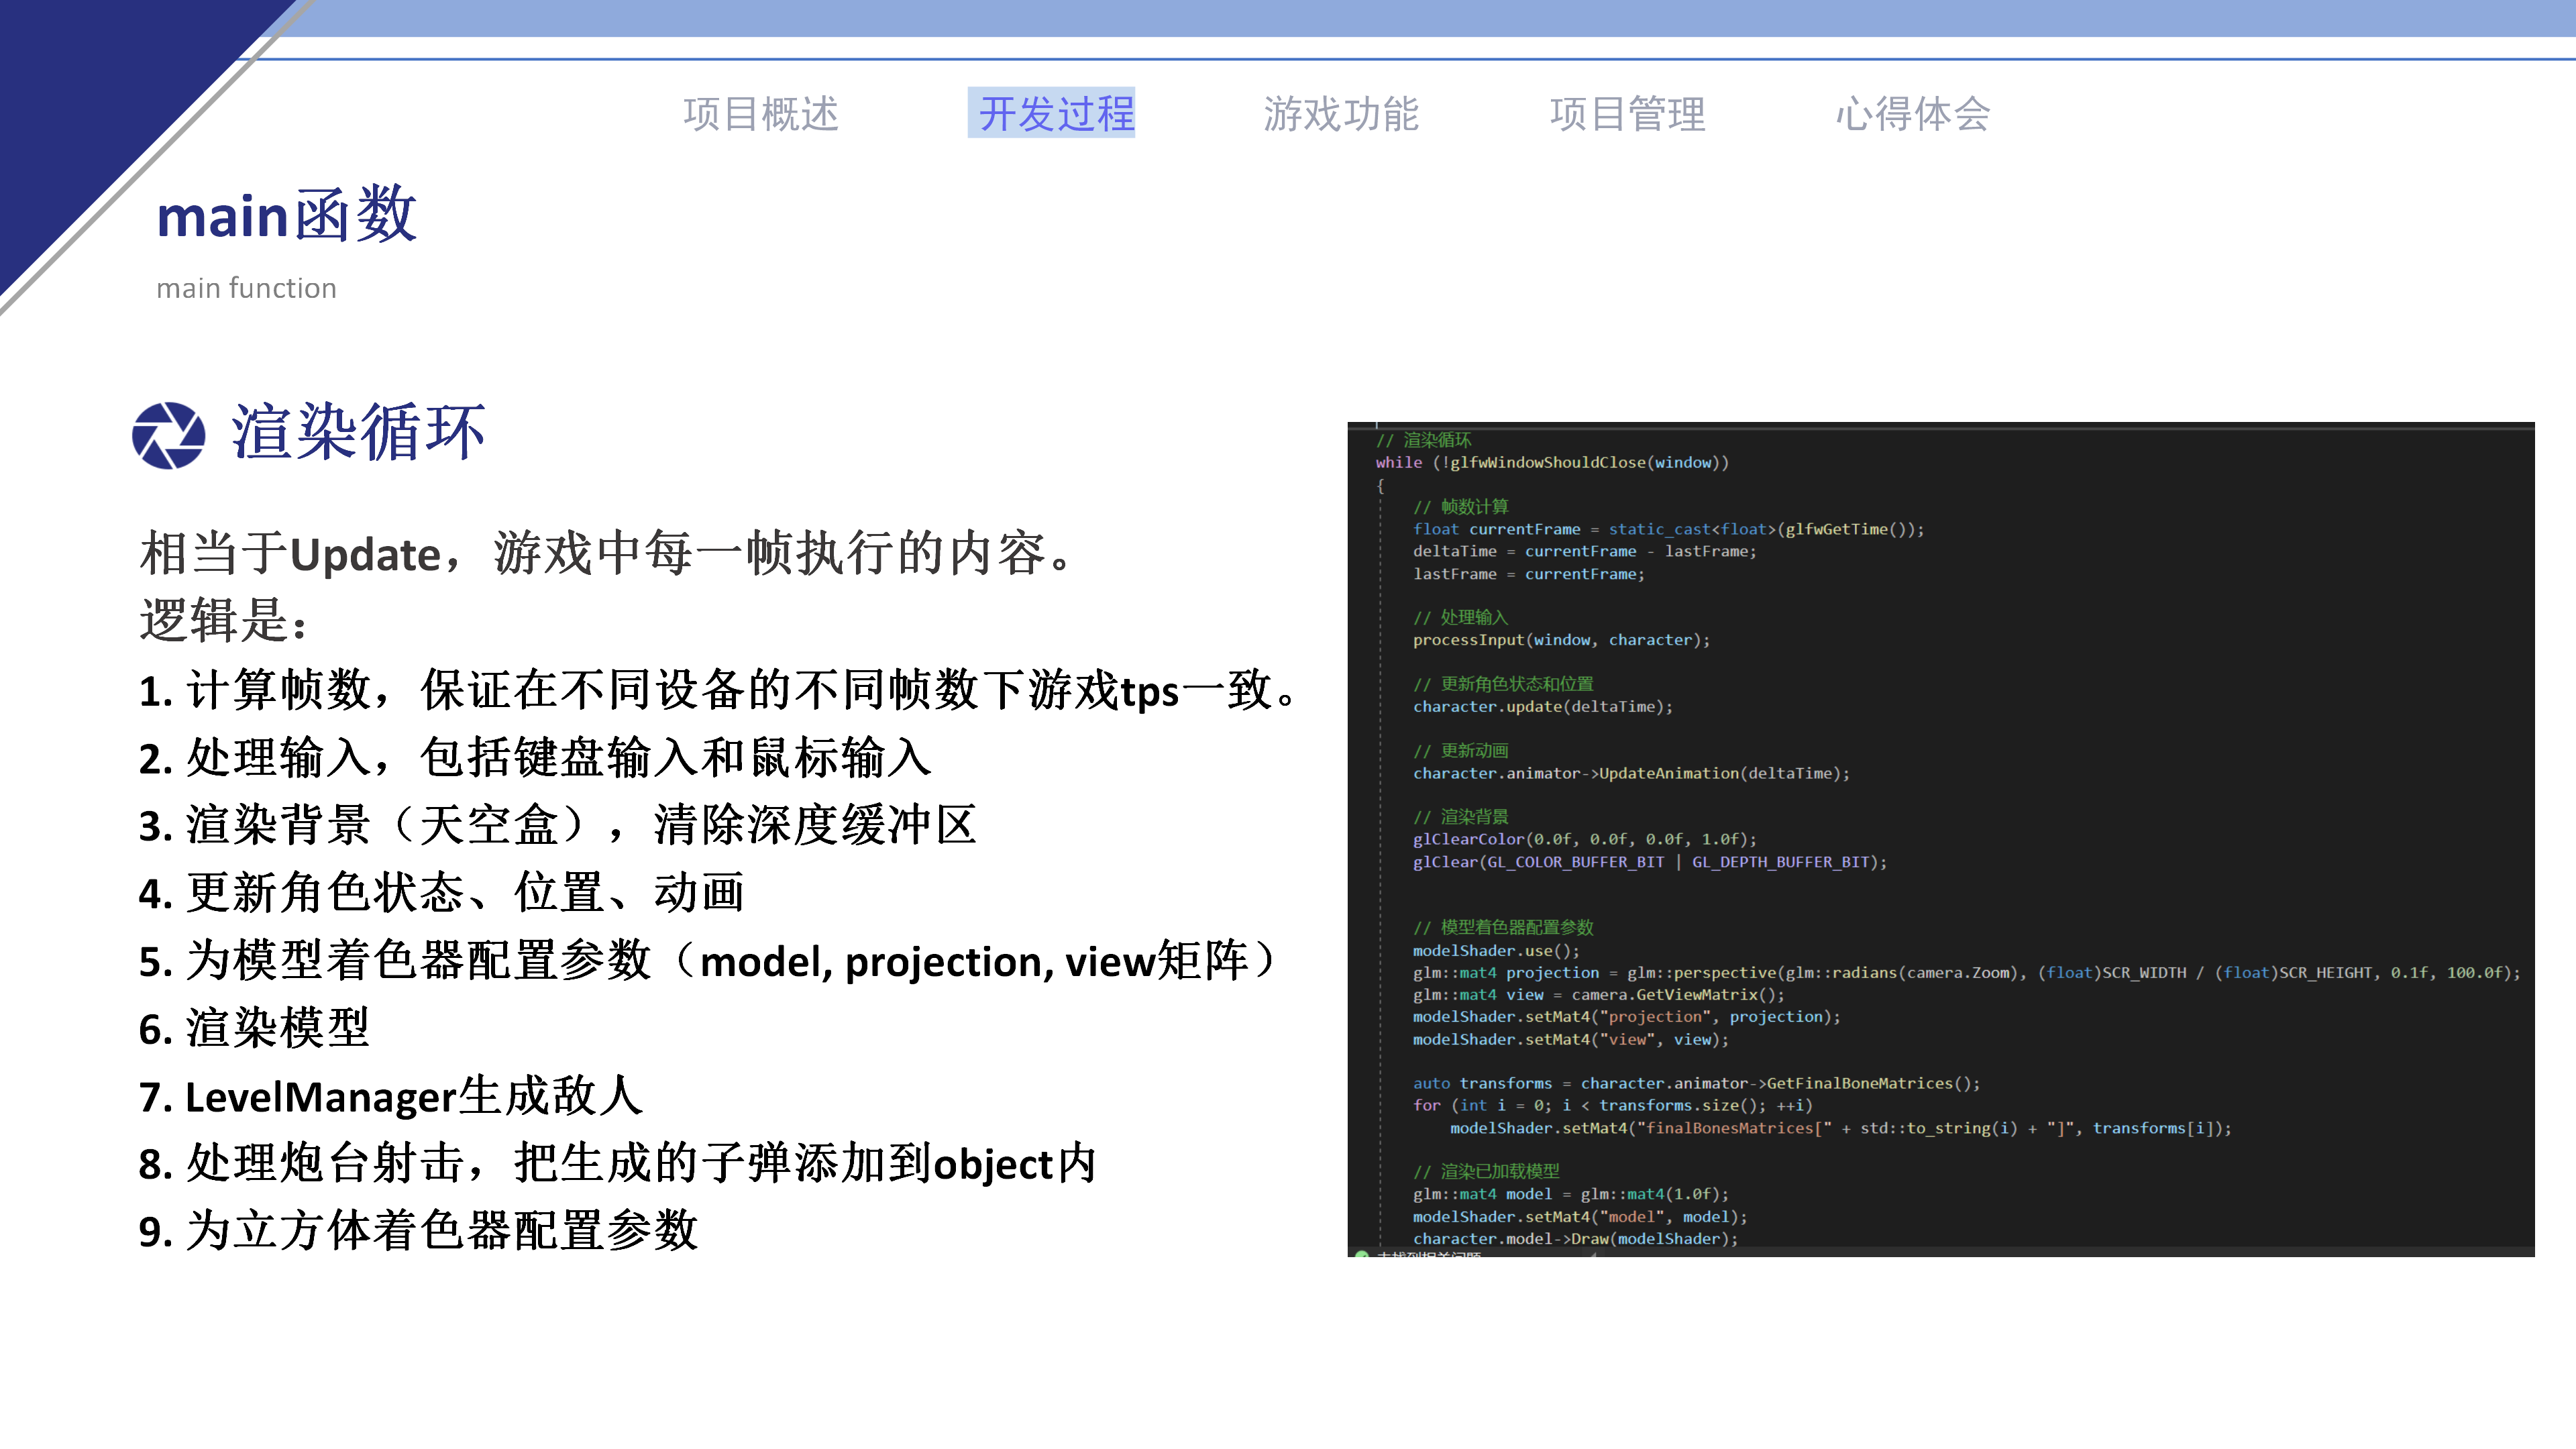 项目概述 开发过程 游戏功能 项目管理 心得体会
main函数
main function
渲染循环
相当于Update，游戏中每一帧执行的内容。
逻辑是：
1. 计算帧数，保证在不同设备的不同帧数下游戏tps一致。
2. 处理输入，包括键盘输入和鼠标输入
3. 渲染背景（天空盒），清除深度缓冲区
4. 更新角色状态、位置、动画
5. 为模型着色器配置参数（model, projection, view矩阵）
6. 渲染模型
7. LevelManager生成敌人
8. 处理炮台射击，把生成的子弹添加到object内
9. 为立方体着色器配置参数
// 渲染循环
while (!glfwWindowShouldClose(window))
{
// 帧数计算
float currentFrame = static_cast<float>(glfwGetTime());
deltaTime = currentFrame - lastFrame;
lastFrame = currentFrame;
// 处理输入
processInput(window, character);
// 更新角色状态和位置
character.update(deltaTime);
// 更新动画
character.animator->UpdateAnimation(deltaTime);
// 渲染背景
glClearColor(0.0f, 0.0f, 0.0f, 1.0f);
glClear(GL_COLOR_BUFFER_BIT | GL_DEPTH_BUFFER_BIT);
// 模型着色器配置参数
modelShader.use();
glm::mat4 projection = glm::perspective(glm::radians(camera.Zoom), (float)SCR_WIDTH / (float)SCR_HEIGHT, 0.1f, 100.0f);
glm::mat4 view = camera.GetViewMatrix();
modelShader.setMat4("projection", projection);
modelShader.setMat4("view", view);
auto transforms = character.animator->GetFinalBoneMatrices();
for (int i = 0; i < transforms.size(); ++i)
modelShader.setMat4("finalBonesMatrices[" + std::to_string(i) + "]", transforms[i]);
// 渲染已加载模型
glm::mat4 model = glm::mat4(1.0f);
modelShader.setMat4("model", model);
character.model->Draw(modelShader);